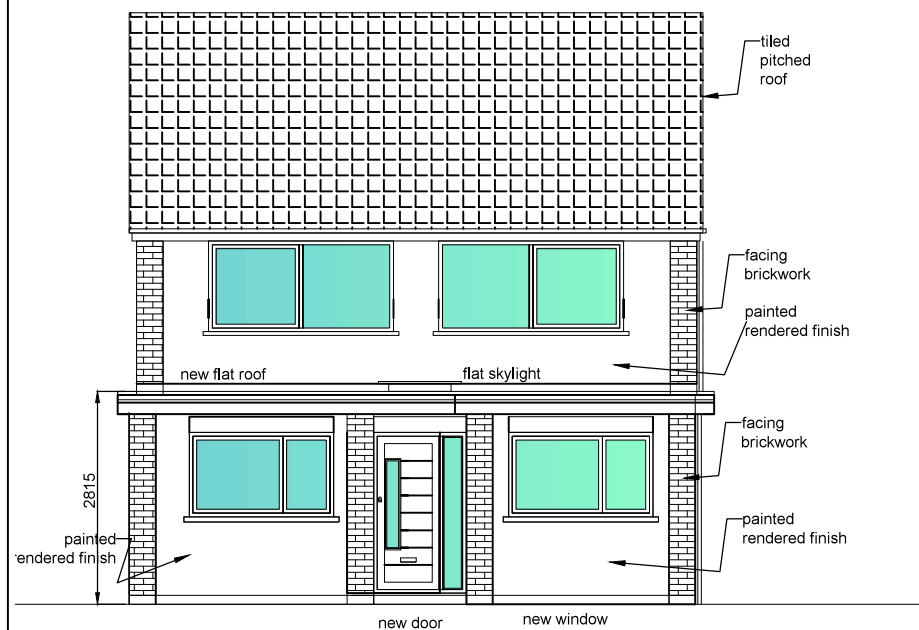 tiled
pitched
roof
facing
brickwork
painted
rendered finish
new flat roof
flat skylight
facing
brickwork
2815
painted
rendered finish
painted
endered finish
new door
new window